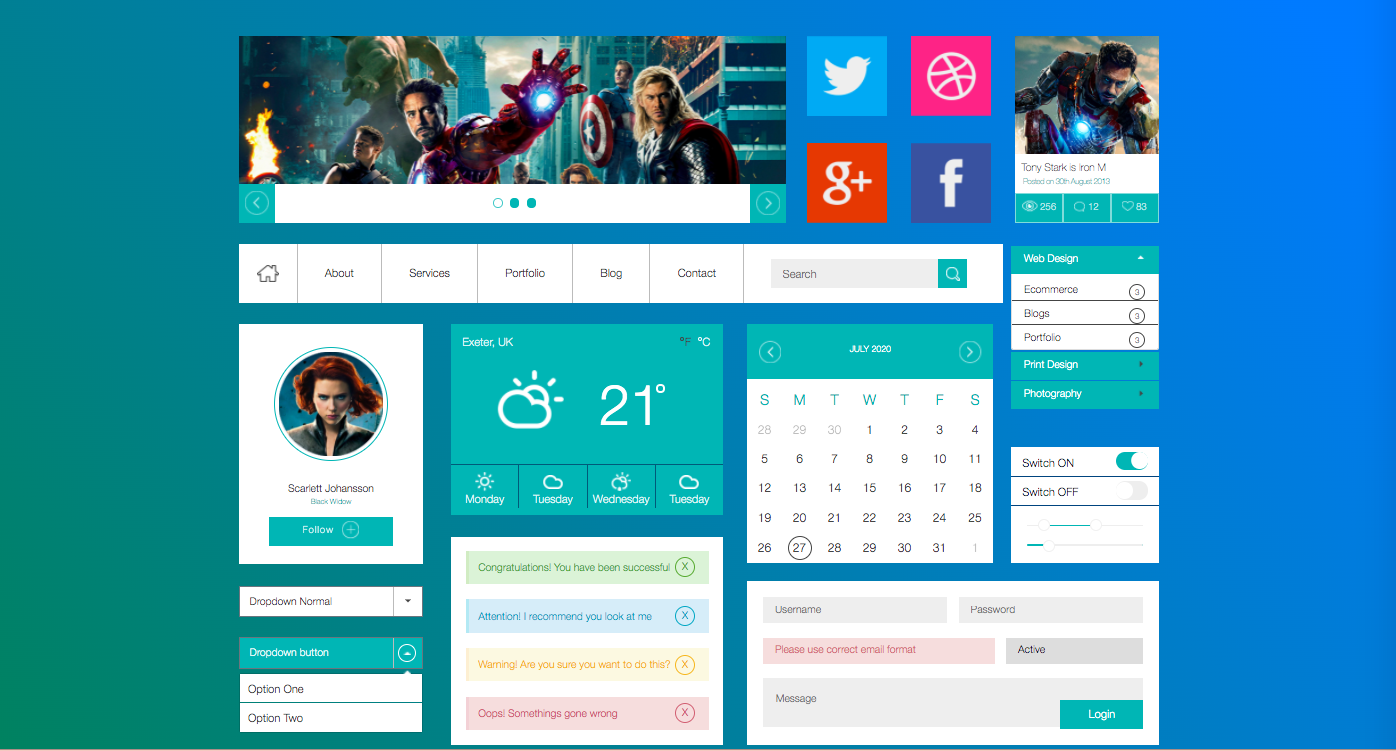 g+
f
Tony Stark is Iron M
Posted on 30th August 2013
256
12
83
About
Services
Portfolio
Blog
Contact
Search
Web Design
Ecommerce
3
Blogs
3
Portfolio
3
Print Design
Photography
Scarlett Johansson
Black Widow
Follow
Exeter, UK
°F °C
21°
Monday
Tuesday
Wednesday
Tuesday
JULY 2020
S M T W T F S
28 29 30 1 2 3 4
5 6 7 8 9 10 11
12 13 14 15 16 17 18
19 20 21 22 23 24 25
26 27 28 29 30 31 1
Switch ON
Switch OFF
Dropdown Normal
Dropdown button
Option One
Option Two
Congratulations! You have been successful X
Attention! I recommend you look at me X
Warning! Are you sure you want to do this? X
Oops! Somethings gone wrong X
Username
Password
Please use correct email format
Active
Message
Login